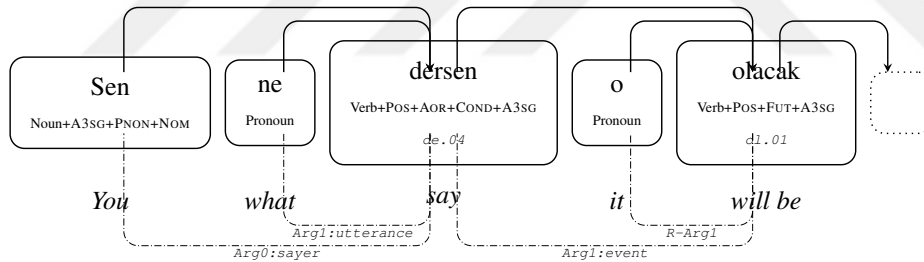 Sen ne dersen o olacak
Noun+A3SG+PNON+NOM Pronoun Verb+POS+AOR+COND+A3SG Pronoun Verb+POS+FUT+A3SG
de.04 ol.01
You what say it will be
Arg1:utterance R-Arg1
Arg0:sayer Arg1:event